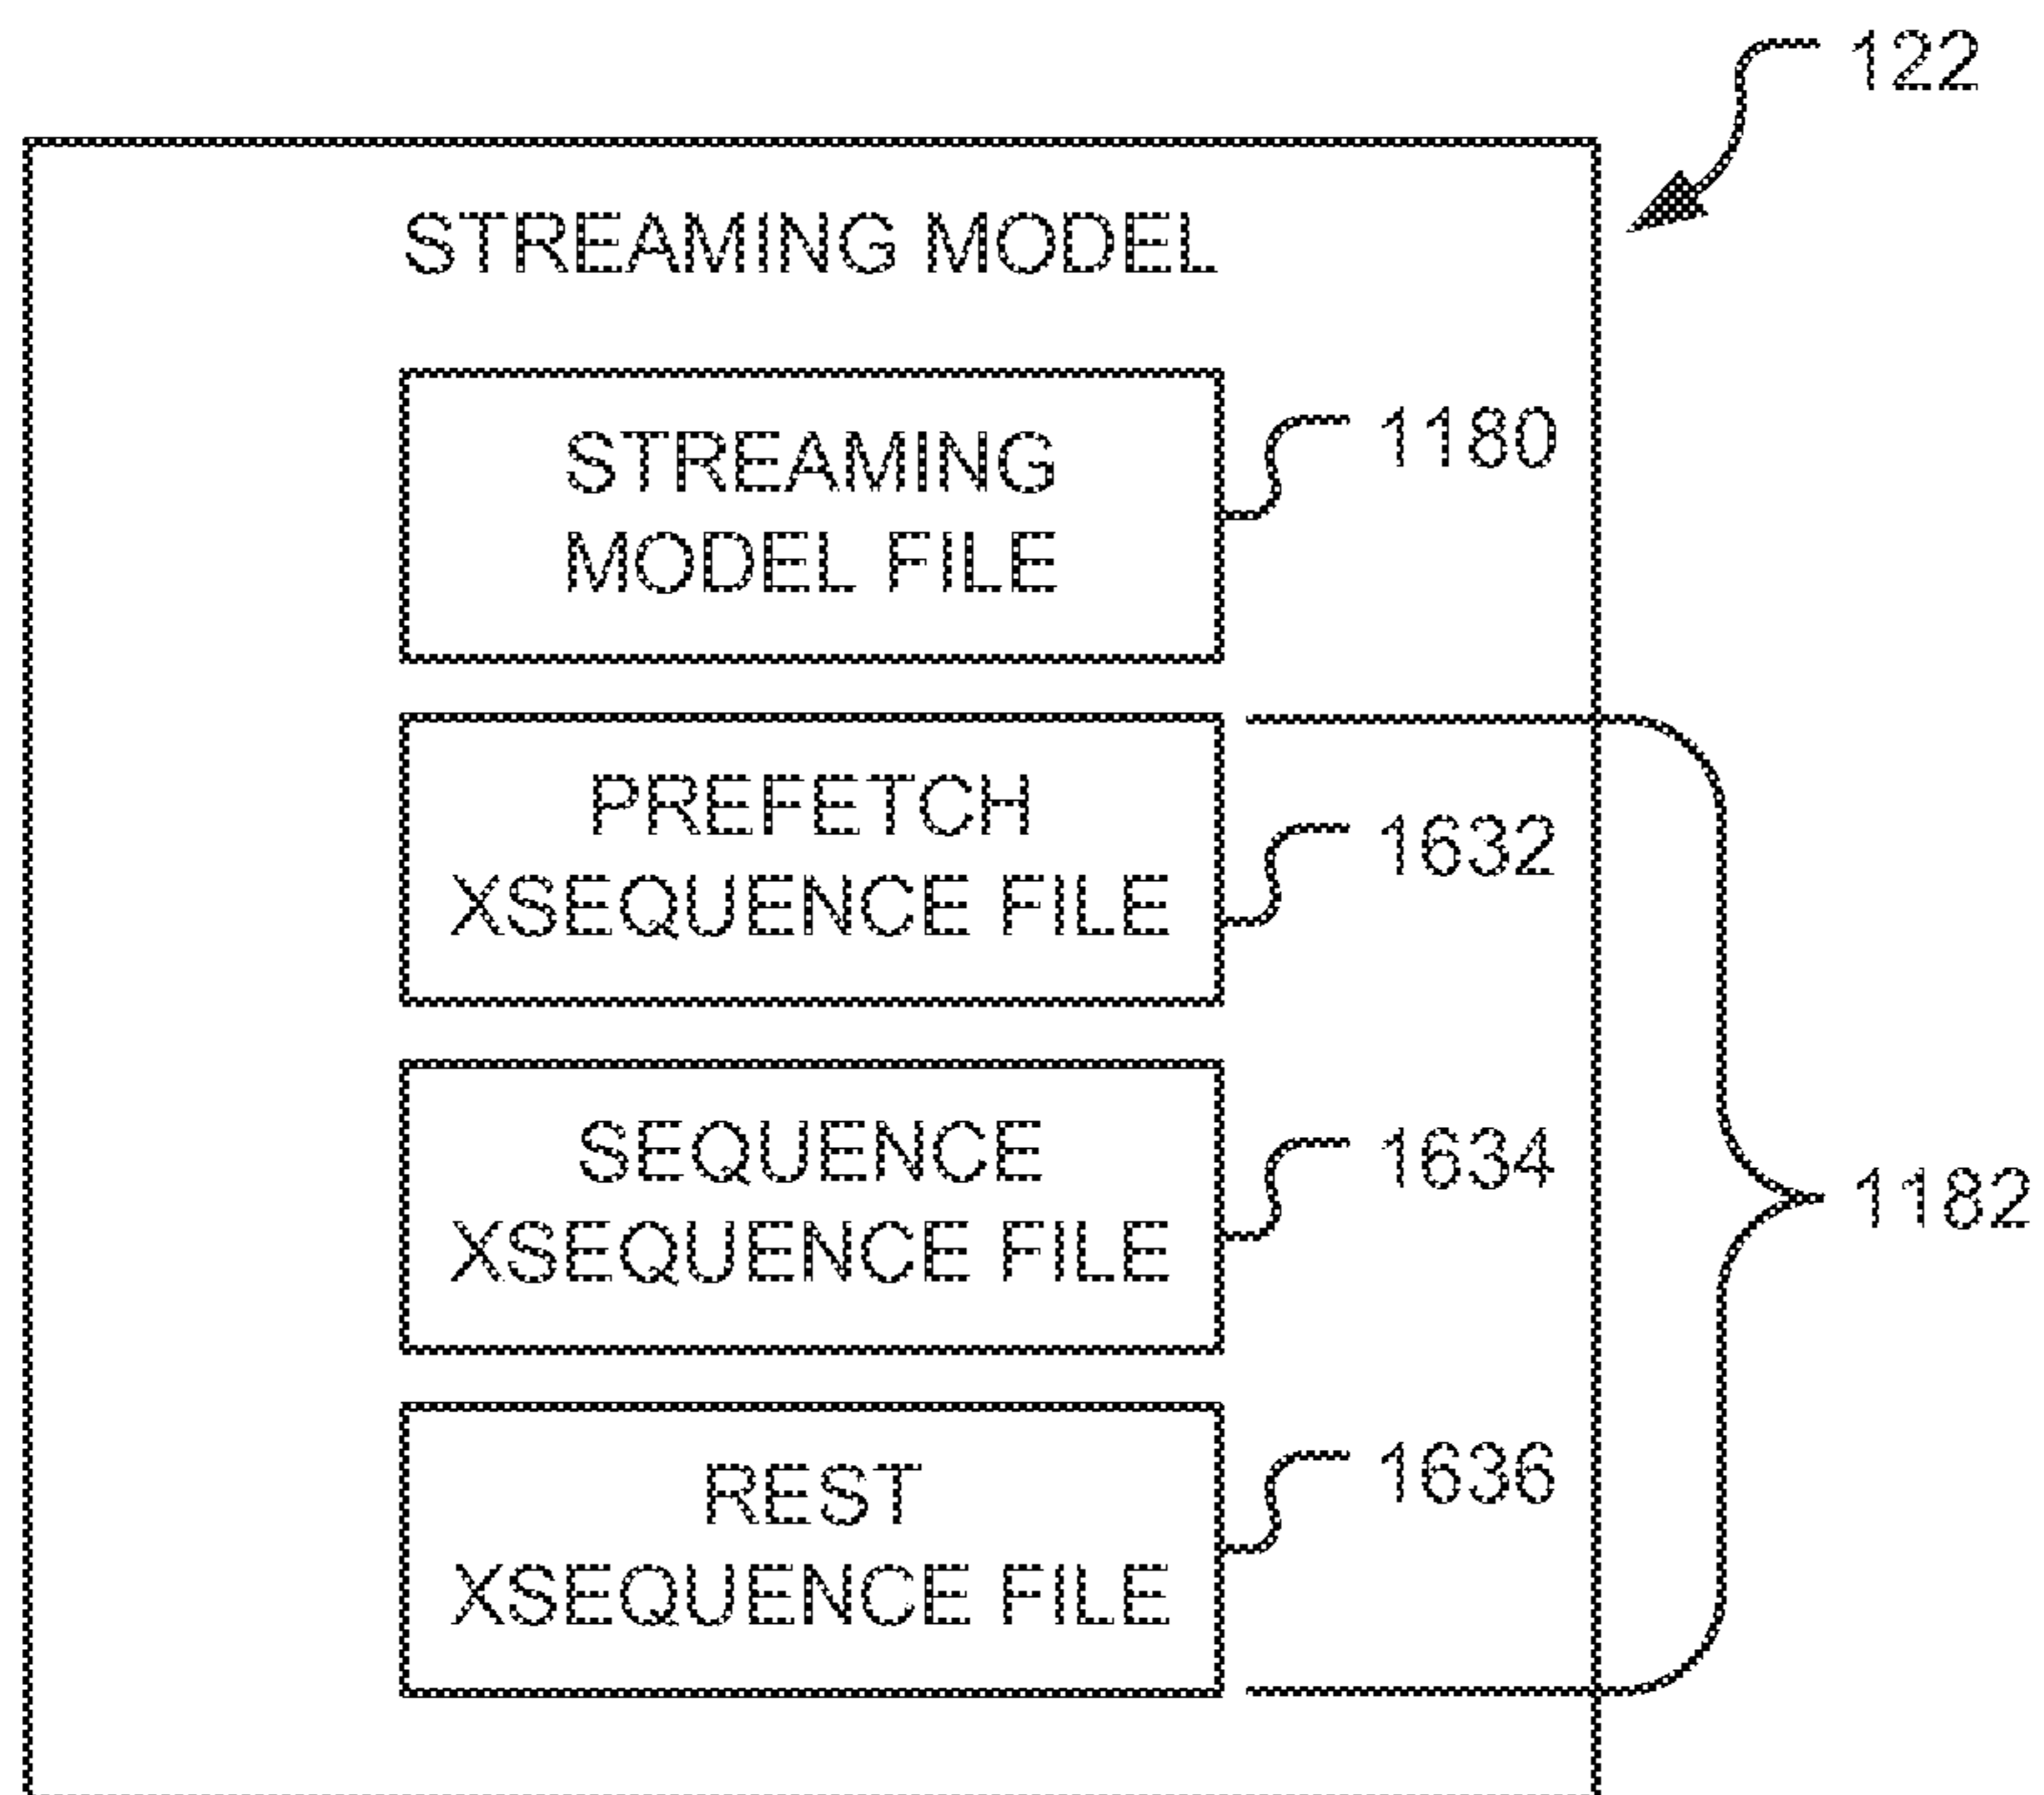 122
STREAMING MODEL
STREAMING
MODEL FILE
1180
PREFETCH
XSEQUENCE FILE
1632
SEQUENCE
XSEQUENCE FILE
1634
1182
REST
XSEQUENCE FILE
1636